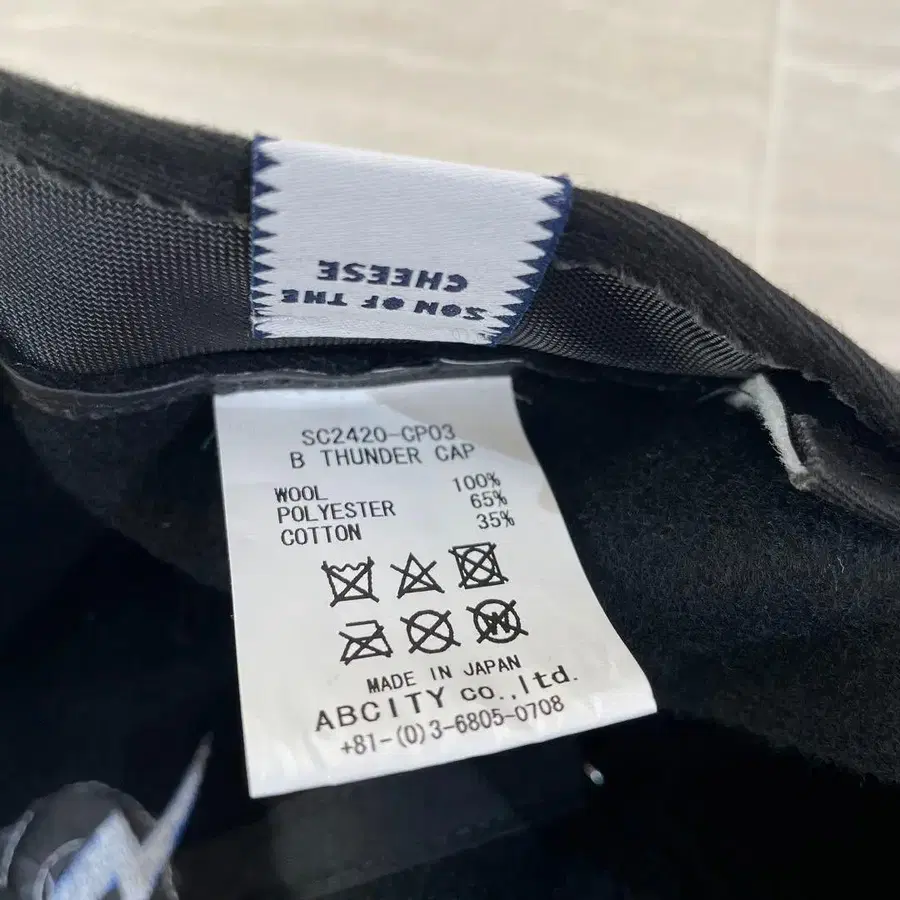 SON OF THE
CHEESE
SC2420-CP03
B THUNDER CAP
WOOL 100%
POLYESTER 65%
COTTON 35%
W
MADE IN JAPAN
ABCITY co.,ltd.
+81-(0)3-6805-0708